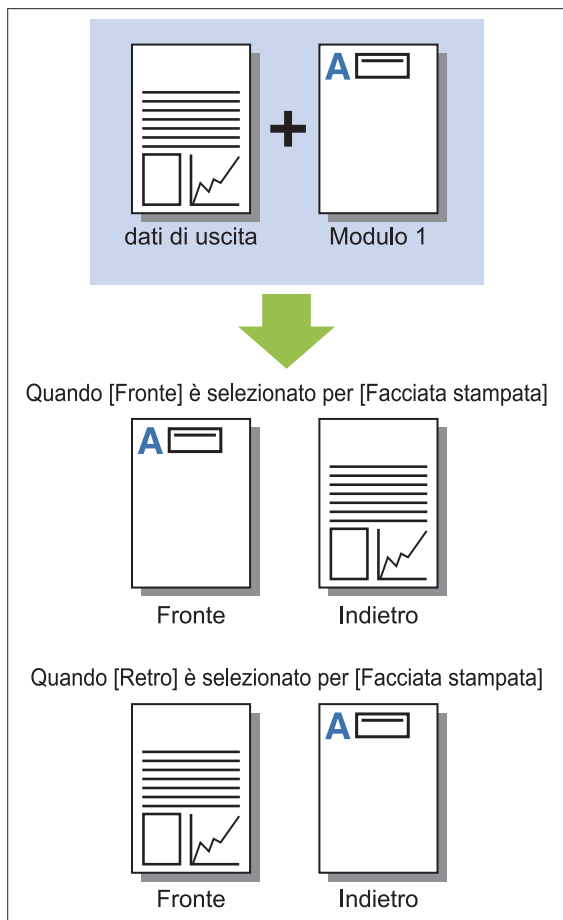 A
dati di uscita Modulo 1
Quando [Fronte] è selezionato per [Facciata stampata]
A
Fronte Indietro
Quando [Retro] è selezionato per [Facciata stampata]
A
Fronte Indietro